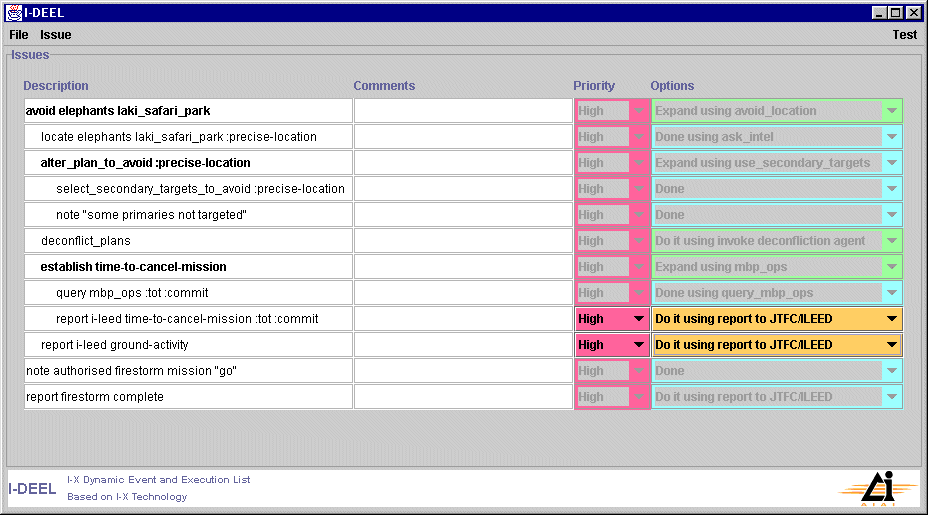 I-DEEL
File Issue Test
Issues
Description Comments Priority Options
avoid elephants laki_safari_park High Expand using avoid_location
locate elephants laki_safari_park :precise-location High Done using ask_intel
alter_plan_to_avoid :precise-location High Expand using use_secondary_targets
select_secondary_targets_to_avoid :precise-location High Done
note "some primaries not targeted" High Done
deconflict_plans High Do it using invoke deconfliction agent
establish time-to-cancel-mission High Expand using mbp_ops
query mbp_ops :tot :commit High Done using query_mbp_ops
report i-leed time-to-cancel-mission :tot :commit High Do it using report to JTFC/ILEED
report i-leed ground-activity High Do it using report to JTFC/ILEED
note authorised firestorm mission "go" High Done
report firestorm complete High Do it using report to JTFC/ILEED
I-DEEL
I-X Dynamic Event and Execution List
Based on I-X Technology
Ai
AIAI